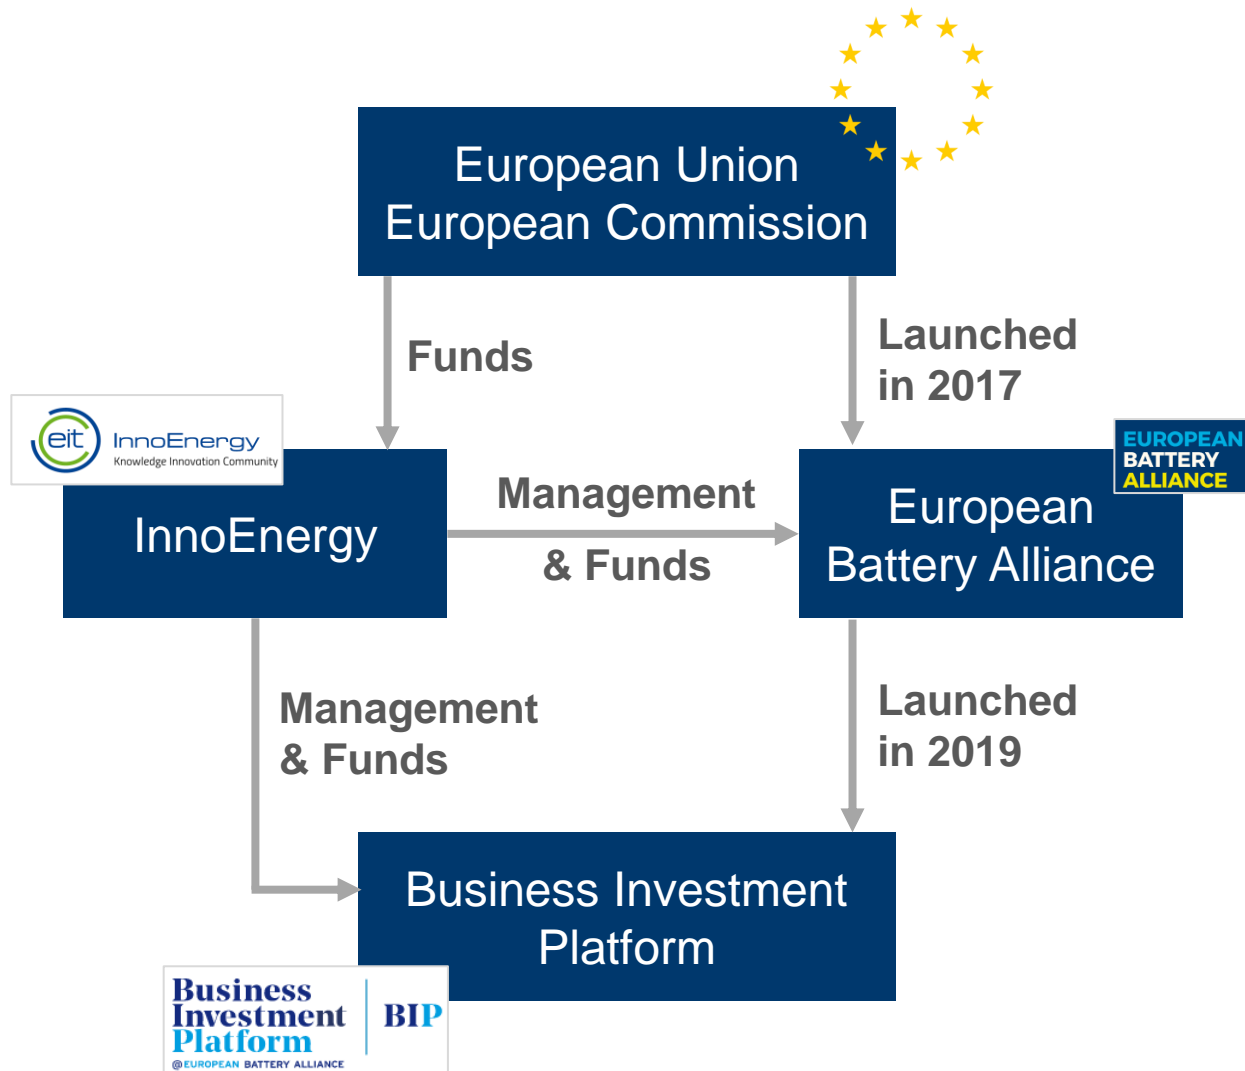 European Union
European Commission
Funds
Launched
in 2017
eit InnoEnergy
Knowledge Innovation Community
EUROPEAN
BATTERY
ALLIANCE
InnoEnergy
Management
& Funds
European
Battery Alliance
Management
& Funds
Launched
in 2019
Business Investment
Platform
Business
Investment
Platform
BIP
@EUROPEAN BATTERY ALLIANCE